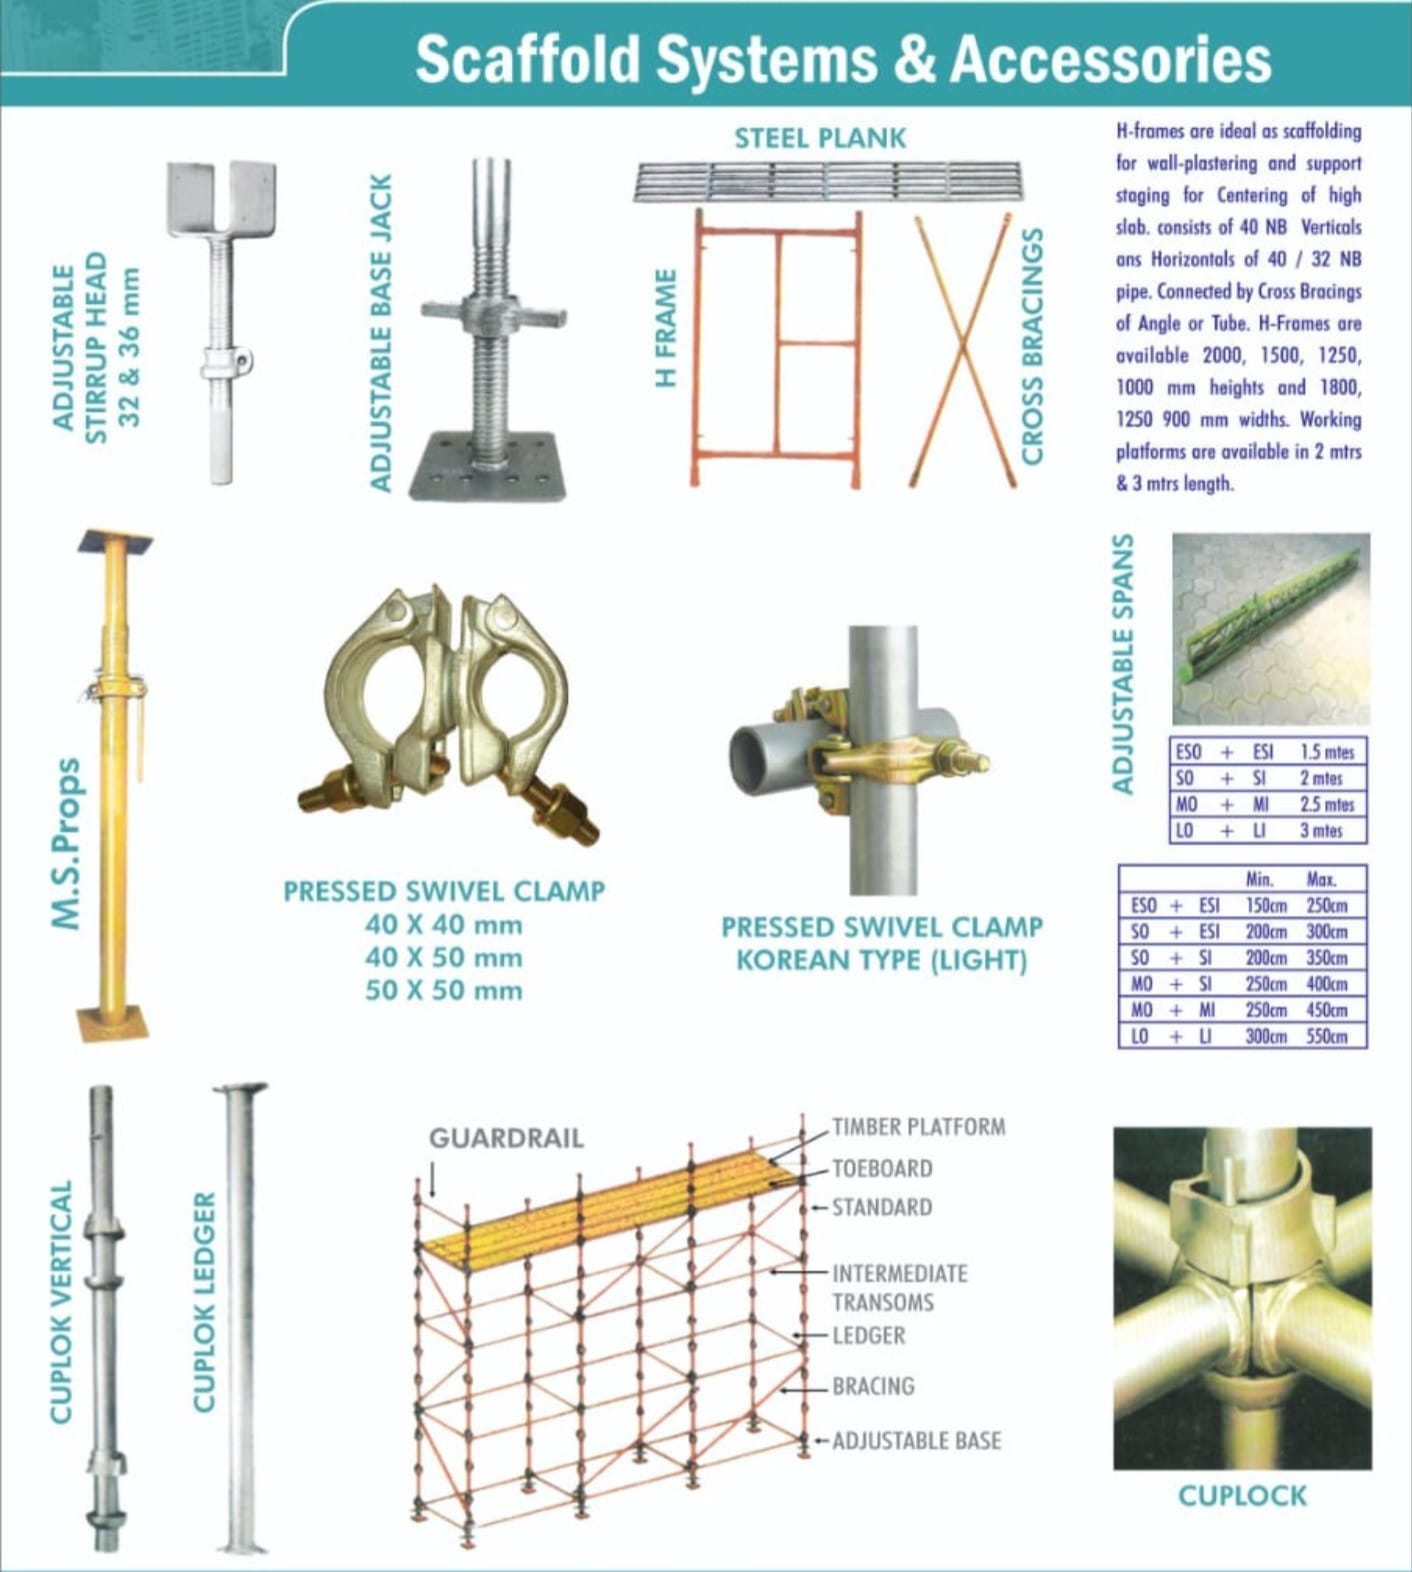 Scaffold Systems & Accessories
ADJUSTABLE
STIRRUP HEAD
32 & 36 mm
ADJUSTABLE BASE JACK
STEEL PLANK
H FRAME
CROSS BRACINGS
H-frames are ideal as scaffolding
for wall-plastering and support
staging for Centering of high
slab. consists of 40 NB Verticals
ans Horizontals of 40 / 32 NB
pipe. Connected by Cross Bracings
of Angle or Tube. H-Frames are
available 2000, 1500, 1250,
1000 mm heights and 1800,
1250 900 mm widths. Working
platforms are available in 2 mtrs
& 3 mtrs length.
M.S.Props
PRESSED SWIVEL CLAMP
40 X 40 mm
40 X 50 mm
50 X 50 mm
PRESSED SWIVEL CLAMP
KOREAN TYPE (LIGHT)
ADJUSTABLE SPANS
ESO + ESI 1.5 mtes
SO + SI 2 mtes
MO + MI 2.5 mtes
LO + LI 3 mtes
Min. Max.
ESO + ESI 150cm 250cm
SO + ESI 200cm 300cm
SO + SI 200cm 350cm
MO + SI 250cm 400cm
MO + MI 250cm 450cm
LO + LI 300cm 550cm
CUPLOK VERTICAL
CUPLOK LEDGER
GUARDRAIL
TIMBER PLATFORM
TOEBOARD
STANDARD
INTERMEDIATE
TRANSOMS
LEDGER
BRACING
ADJUSTABLE BASE
CUPLOCK